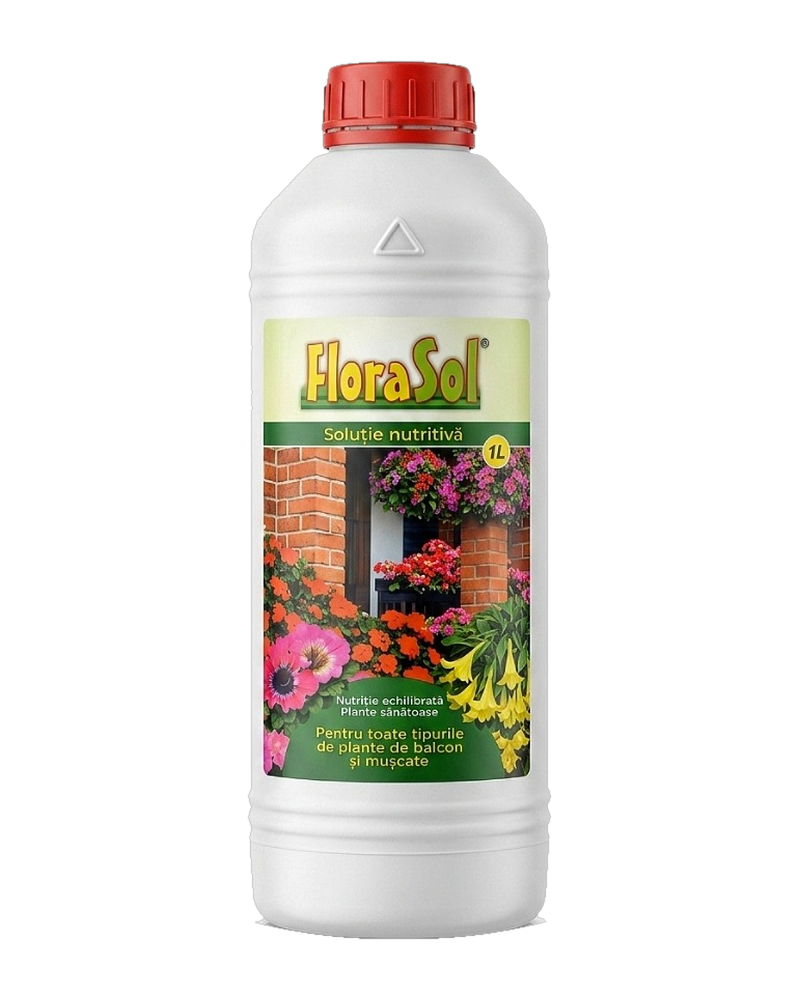 FloraSol®
Soluție nutritivă
1L
Nutriție echilibrată
Plante sănătoase
Pentru toate tipurile
de plante de balcon
și mușcate